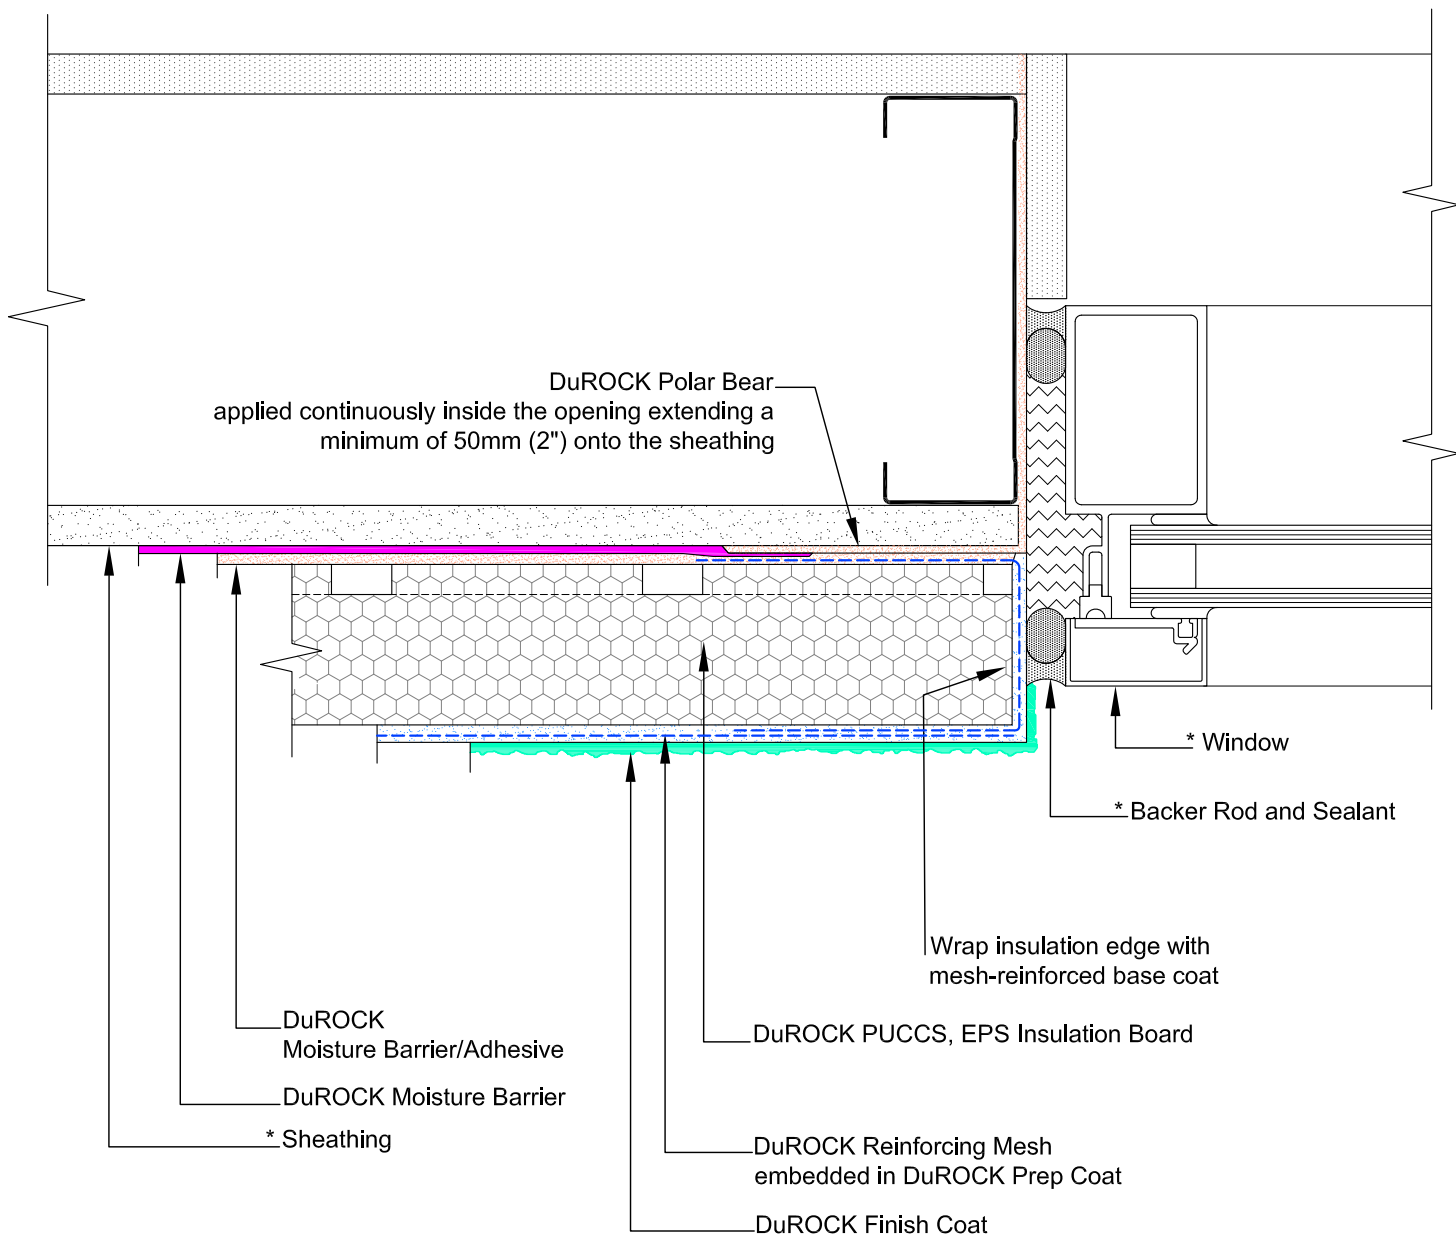 DuROCK Polar Bear
applied continuously inside the opening extending a
minimum of 50mm (2") onto the sheathing
* Window
* Backer Rod and Sealant
Wrap insulation edge with
mesh-reinforced base coat
DuROCK
Moisture Barrier/Adhesive
DuROCK PUCCS, EPS Insulation Board
DuROCK Moisture Barrier
* Sheathing
DuROCK Reinforcing Mesh
embedded in DuROCK Prep Coat
DuROCK Finish Coat